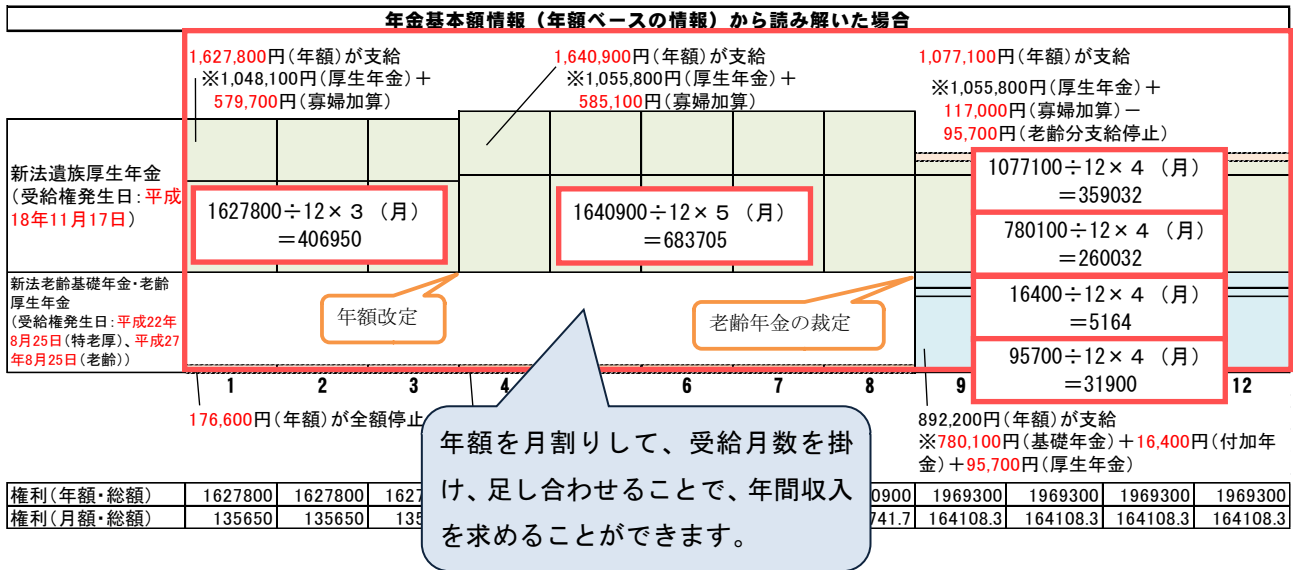 年金基本額情報（年額ベースの情報）から読み解いた場合
1,627,800円（年額）が支給
※1,048,100円（厚生年金）＋
579,700円（寡婦加算）
1,640,900円（年額）が支給
※1,055,800円（厚生年金）＋
585,100円（寡婦加算）
1,077,100円（年額）が支給
※1,055,800円（厚生年金）＋
117,000円（寡婦加算）－
95,700円（老齢分支給停止）
新法遺族厚生年金
（受給権発生日：平成
18年11月17日）
1627800÷12×３（月）
＝406950
1640900÷12×５（月）
＝683705
1077100÷12×４（月）
＝359032
780100÷12×４（月）
＝260032
16400÷12×４（月）
＝5164
95700÷12×４（月）
＝31900
新法老齢基礎年金・老齢
厚生年金
（受給権発生日：平成22年
8月25日（特老厚）、平成27
年8月25日（老齢））
年額改定
老齢年金の裁定
1 2 3 4 6 7 8 9 12
176,600円（年額）が全額停止
892,200円（年額）が支給
※780,100円（基礎年金）＋16,400円（付加年
金）＋95,700円（厚生年金）
年額を月割りして、受給月数を掛
け、足し合わせることで、年間収入
を求めることができます。
権利（年額・総額） 1627800 1627800 1627 0900 1969300 1969300 1969300 1969300
権利（月額・総額） 135650 135650 135 741.7 164108.3 164108.3 164108.3 164108.3